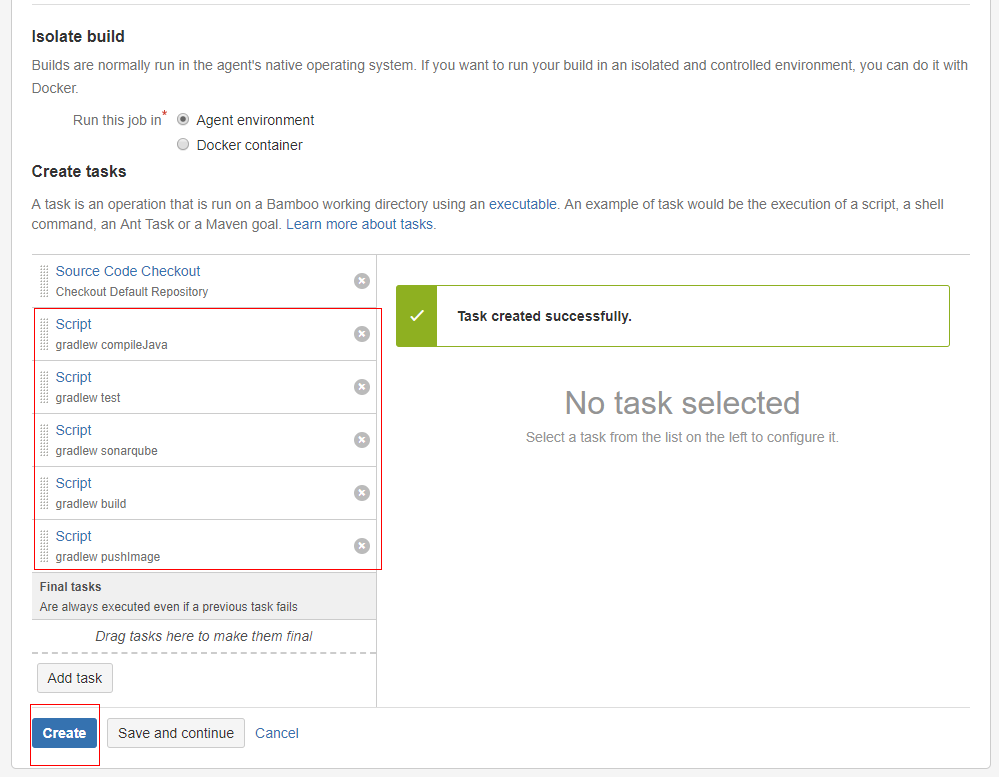 Isolate build
Builds are normally run in the agent's native operating system. If you want to run your build in an isolated and controlled environment, you can do it with
Docker.
Run this job in* Agent environment
Docker container
Create tasks
A task is an operation that is run on a Bamboo working directory using an executable. An example of task would be the execution of a script, a shell
command, an Ant Task or a Maven goal. Learn more about tasks.
Source Code Checkout
Checkout Default Repository
Script
gradlew compileJava
Script
gradlew test
Script
gradlew sonarqube
Script
gradlew build
Script
gradlew pushImage
Final tasks
Are always executed even if a previous task fails
Drag tasks here to make them final
Add task
Task created successfully.
No task selected
Select a task from the list on the left to configure it.
Create Save and continue Cancel